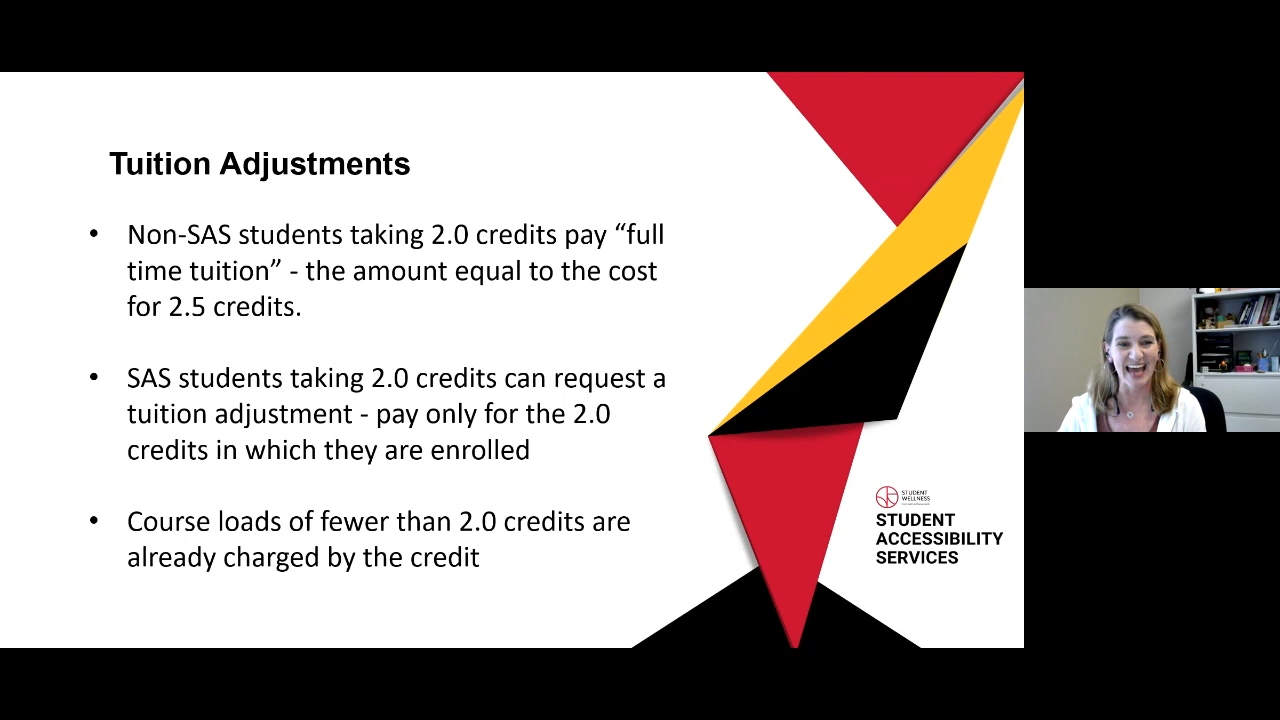 Tuition Adjustments
• Non-SAS students taking 2.0 credits pay “full
time tuition” - the amount equal to the cost
for 2.5 credits.
• SAS students taking 2.0 credits can request a
tuition adjustment - pay only for the 2.0
credits in which they are enrolled
• Course loads of fewer than 2.0 credits are
already charged by the credit
STUDENT
WELLNESS
STUDENT
ACCESSIBILITY
SERVICES